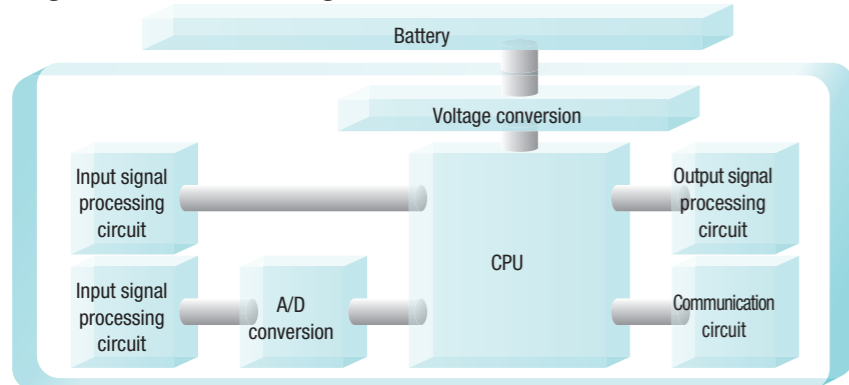 Battery
Voltage conversion
Input signal
processing
circuit
Output signal
processing
circuit
CPU
Input signal
processing
circuit
A/D
conversion
Communication
circuit